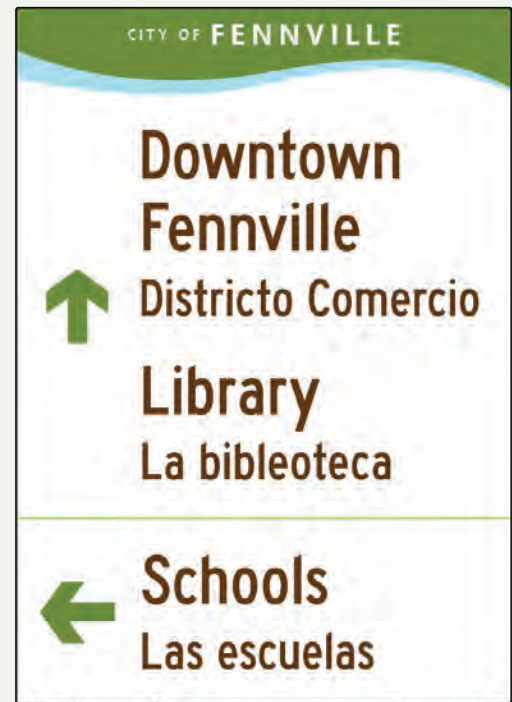 CITY OF FENNVILLE
Downtown
Fennville
Districto Comercio
Library
La bibleoteca
Schools
Las escuelas